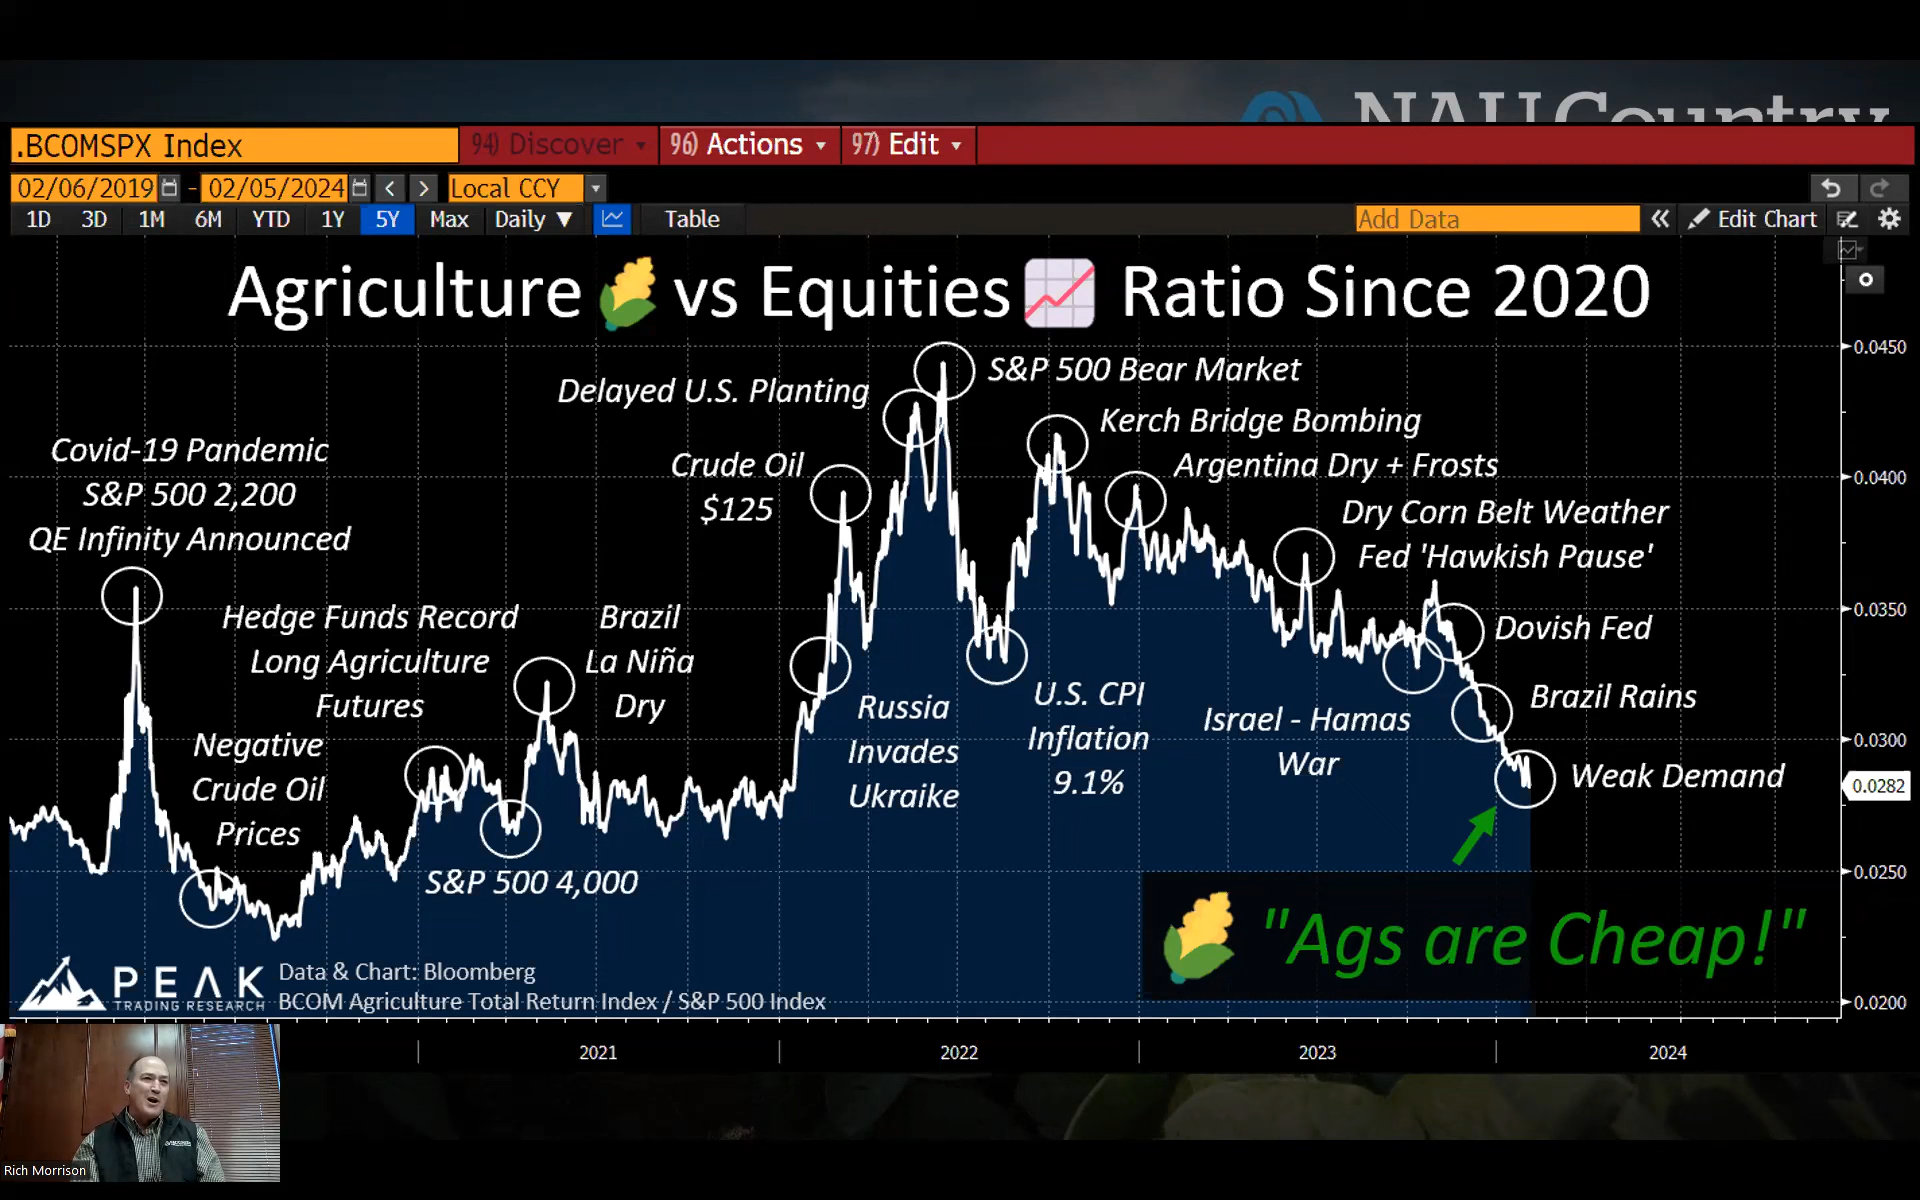 NAU Country
.BCOMSPX Index
94) Discover
96) Actions
97) Edit
02/06/2019 - 02/05/2024
Local CCY
1D 3D 1M 6M YTD 1Y 5Y Max Daily ▼ Table
Add Data
« Edit Chart
Agriculture vs Equities Ratio Since 2020
0.0450
0.0400
0.0350
0.0300
0.0282
0.0250
0.0200
Covid-19 Pandemic
S&P 500 2,200
QE Infinity Announced
Negative
Crude Oil
Prices
Hedge Funds Record
Long Agriculture
Futures
S&P 500 4,000
Brazil
La Niña
Dry
Crude Oil
$125
Delayed U.S. Planting
S&P 500 Bear Market
Russia
Invades
Ukraike
U.S. CPI
Inflation
9.1%
Kerch Bridge Bombing
Argentina Dry + Frosts
Dry Corn Belt Weather
Fed 'Hawkish Pause'
Israel - Hamas
War
Dovish Fed
Brazil Rains
Weak Demand
"Ags are Cheap!"
PEAK
TRADING RESEARCH
Data & Chart: Bloomberg
BCOM Agriculture Total Return Index / S&P 500 Index
2021
2022
2023
2024
Rich Morrison